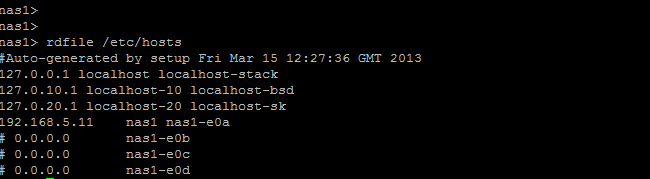 nas1>
nas1>
nas1> rdfile /etc/hosts
#Auto-generated by setup Fri Mar 15 12:27:36 GMT 2013
127.0.0.1 localhost localhost-stack
127.0.10.1 localhost-10 localhost-bsd
127.0.20.1 localhost-20 localhost-sk
192.168.5.11    nas1 nas1-e0a
# 0.0.0.0       nas1-e0b
# 0.0.0.0       nas1-e0c
# 0.0.0.0       nas1-e0d